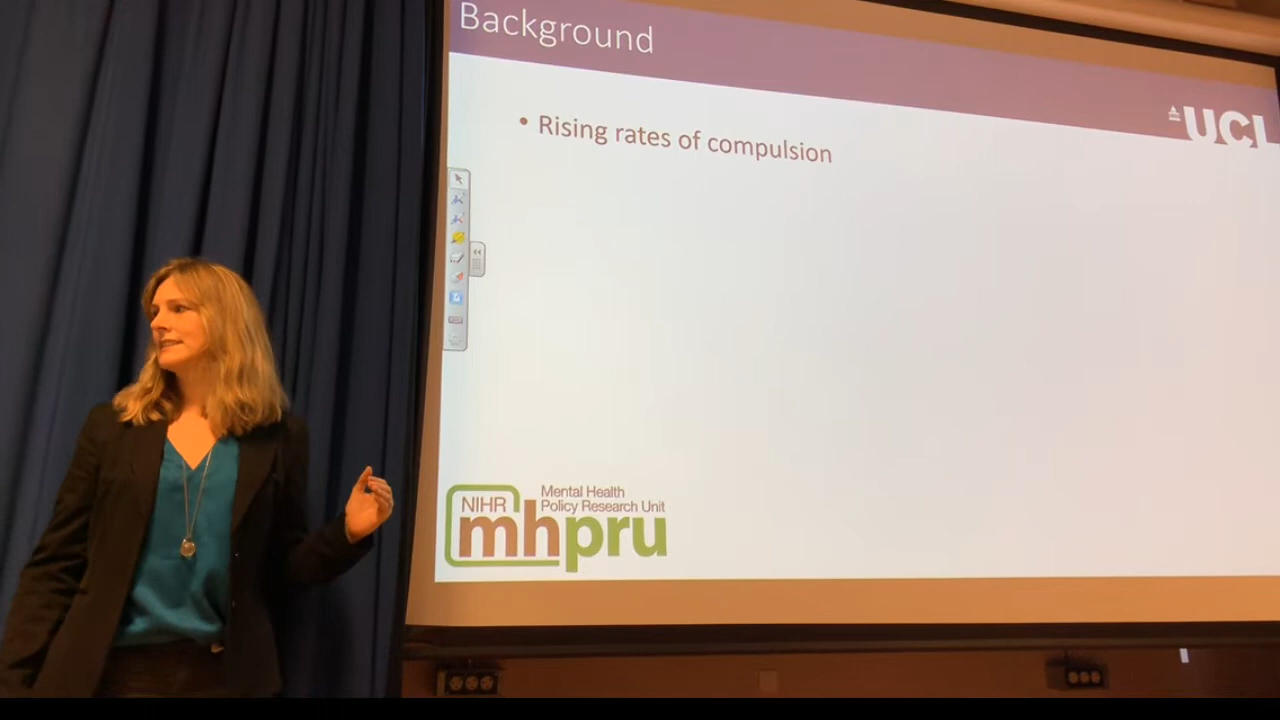 Background
UCL
• Rising rates of compulsion
NIHR
Mental Health
Policy Research Unit
mhpru